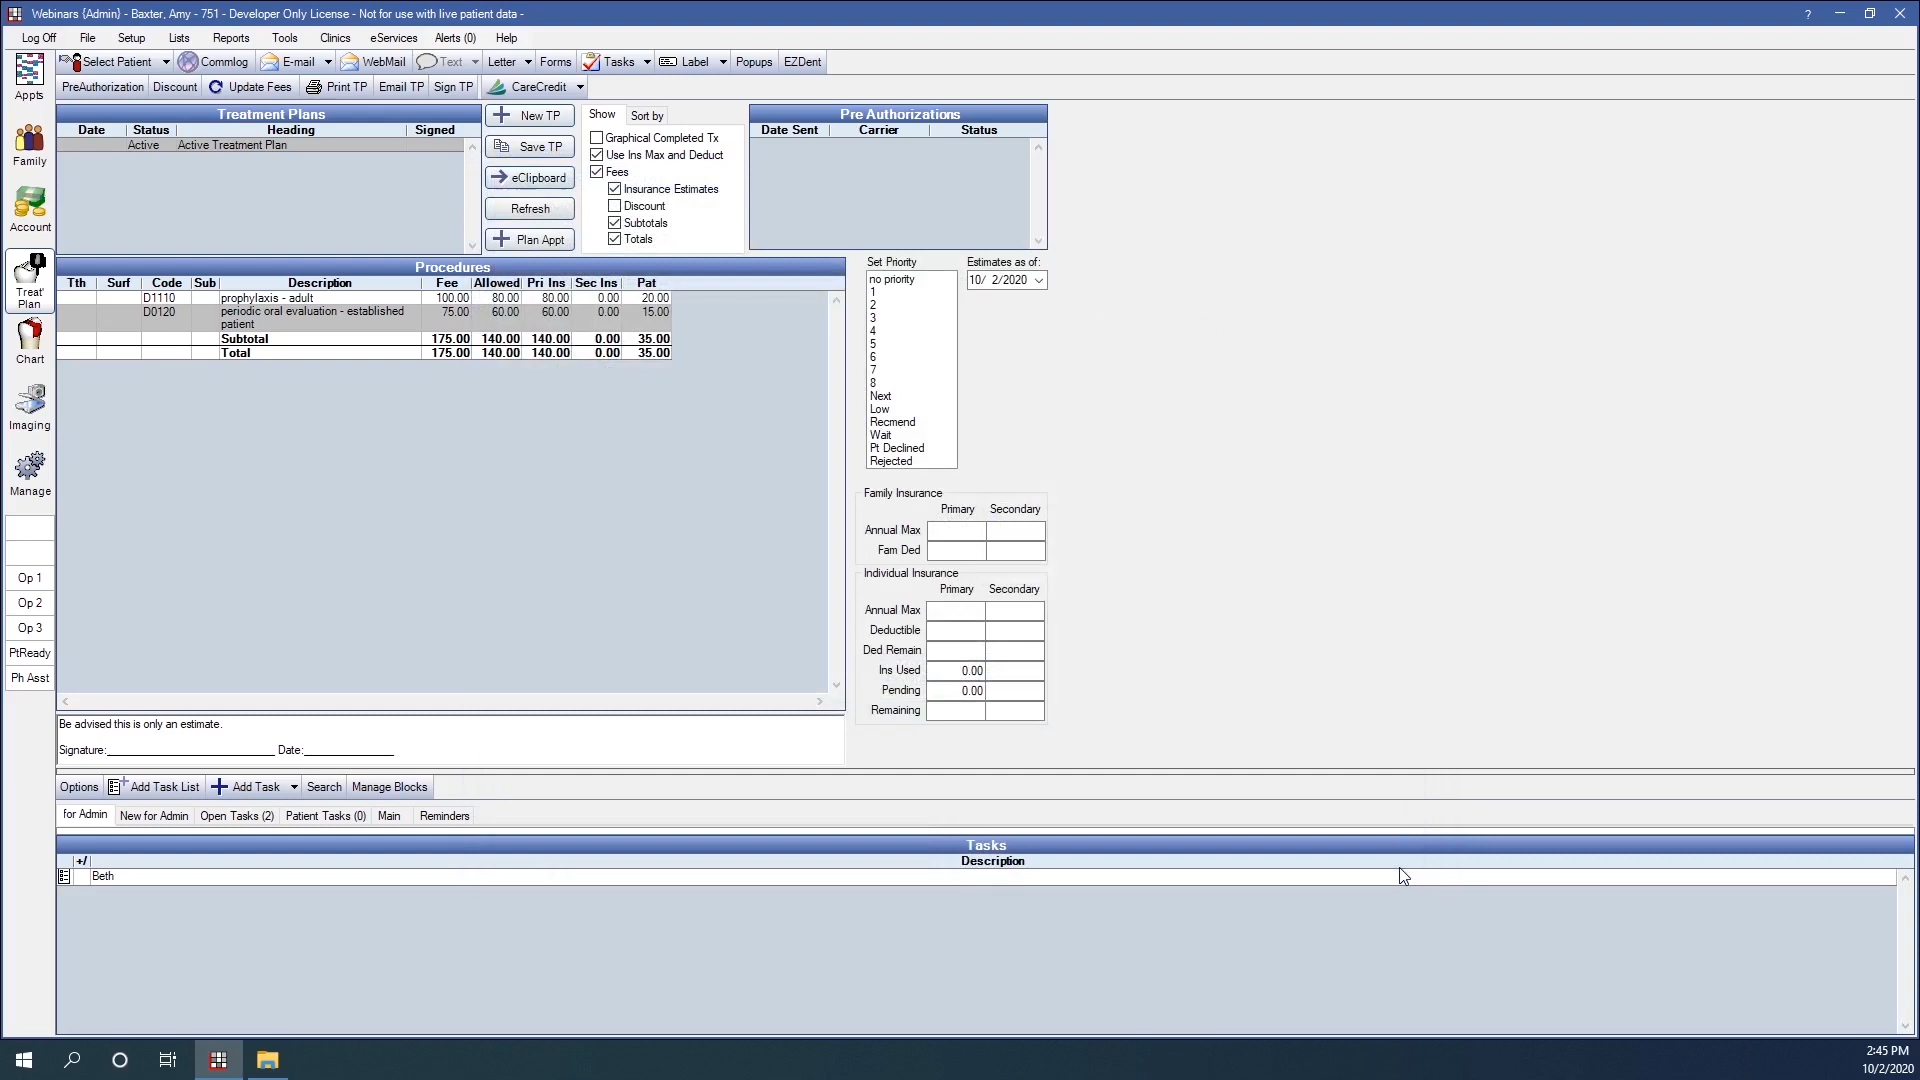 Webinars {Admin} - Baxter, Amy - 751 - Developer Only License - Not for use with live patient data -
Log Off File Setup Lists Reports Tools Clinics eServices Alerts (0) Help
Select Patient Commlog E-mail WebMail Text Letter Forms Tasks Label Popups EZDent
PreAuthorization Discount Update Fees Print TP Email TP Sign TP CareCredit
Appts
Family
Account
Treat'
Plan
Chart
Imaging
Manage
Op 1
Op 2
Op 3
PtReady
Ph Asst
Treatment Plans
Date Status Heading Signed
Active Active Treatment Plan
New TP
Save TP
eClipboard
Refresh
Plan Appt
Show Sort by
Graphical Completed Tx
Use Ins Max and Deduct
Fees
Insurance Estimates
Discount
Subtotals
Totals
Pre Authorizations
Date Sent Carrier Status
Procedures
Tth Surf Code Sub Description Fee Allowed Pri Ins Sec Ins Pat
D1110 prophylaxis - adult 100.00 80.00 80.00 0.00 20.00
D0120 periodic oral evaluation - established 75.00 60.00 60.00 0.00 15.00
patient
Subtotal 175.00 140.00 140.00 0.00 35.00
Total 175.00 140.00 140.00 0.00 35.00
Set Priority
no priority
1
2
3
4
5
6
7
8
Next
Low
Recmend
Wait
Pt Declined
Rejected
Estimates as of:
10/ 2/2020
Family Insurance
Primary Secondary
Annual Max
Fam Ded
Individual Insurance
Primary Secondary
Annual Max
Deductible
Ded Remain
Ins Used 0.00
Pending 0.00
Remaining
Be advised this is only an estimate.
Signature:____________________________ Date:_______________
Options Add Task List Add Task Search Manage Blocks
for Admin New for Admin Open Tasks (2) Patient Tasks (0) Main Reminders
Tasks
+/ Description
Beth
2:45 PM
10/2/2020